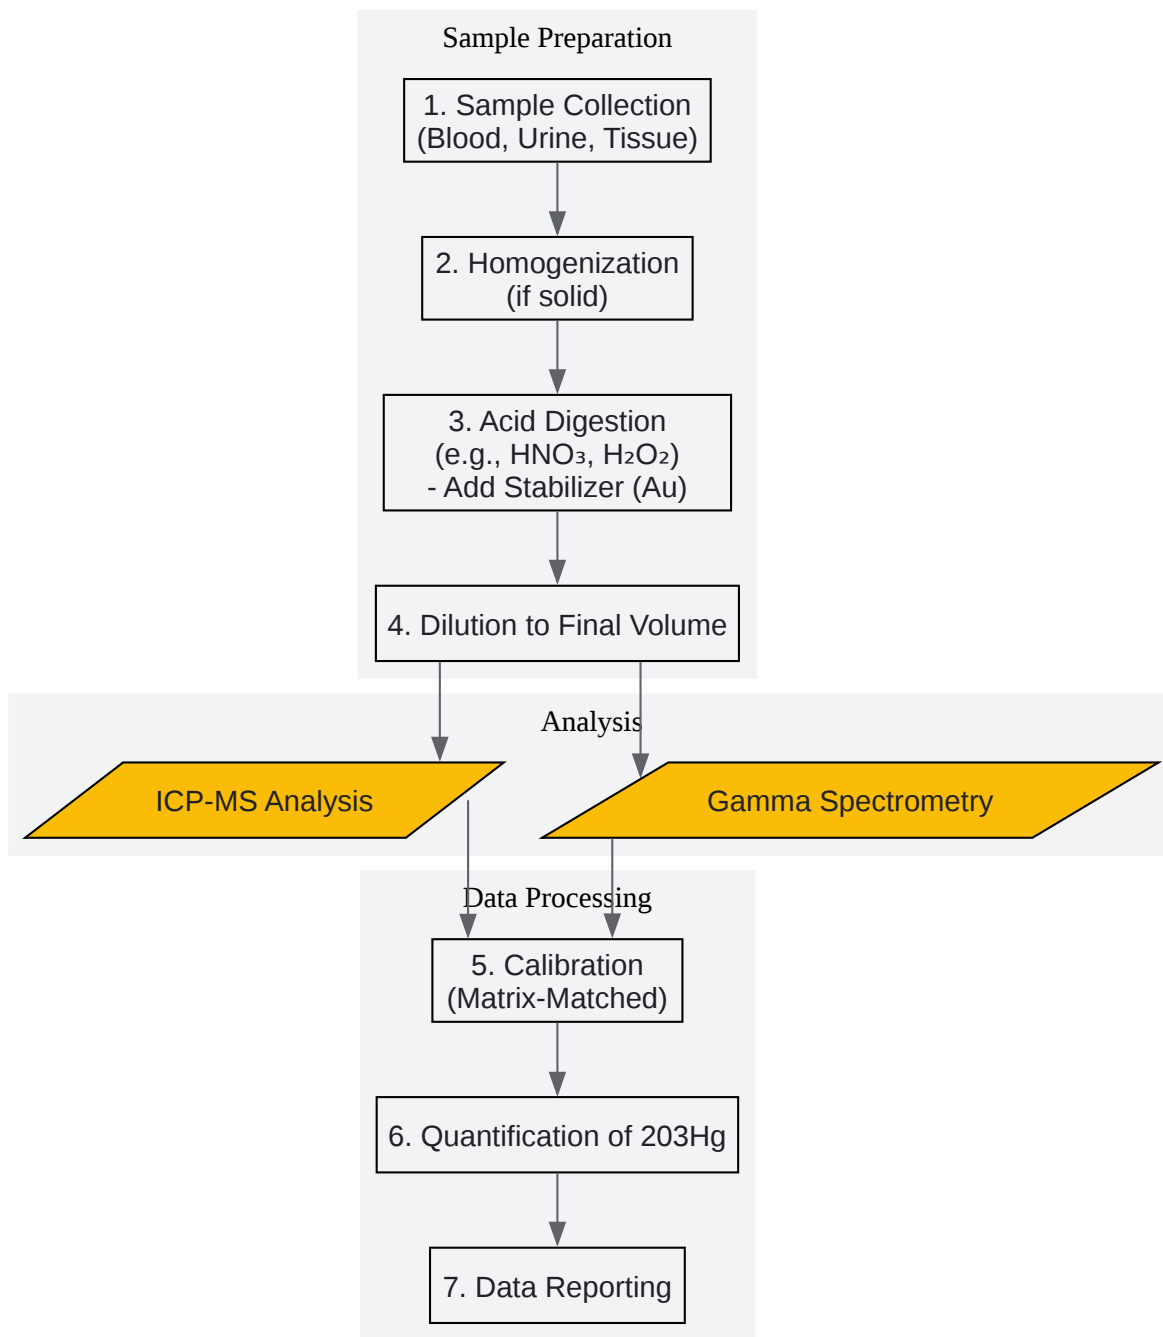 Sample Preparation
1. Sample Collection
(Blood, Urine, Tissue)
2. Homogenization
(if solid)
3. Acid Digestion
(e.g., HNO₃, H₂O₂)
- Add Stabilizer (Au)
4. Dilution to Final Volume
Analysis
ICP-MS Analysis
Gamma Spectrometry
Data Processing
5. Calibration
(Matrix-Matched)
6. Quantification of 203Hg
7. Data Reporting